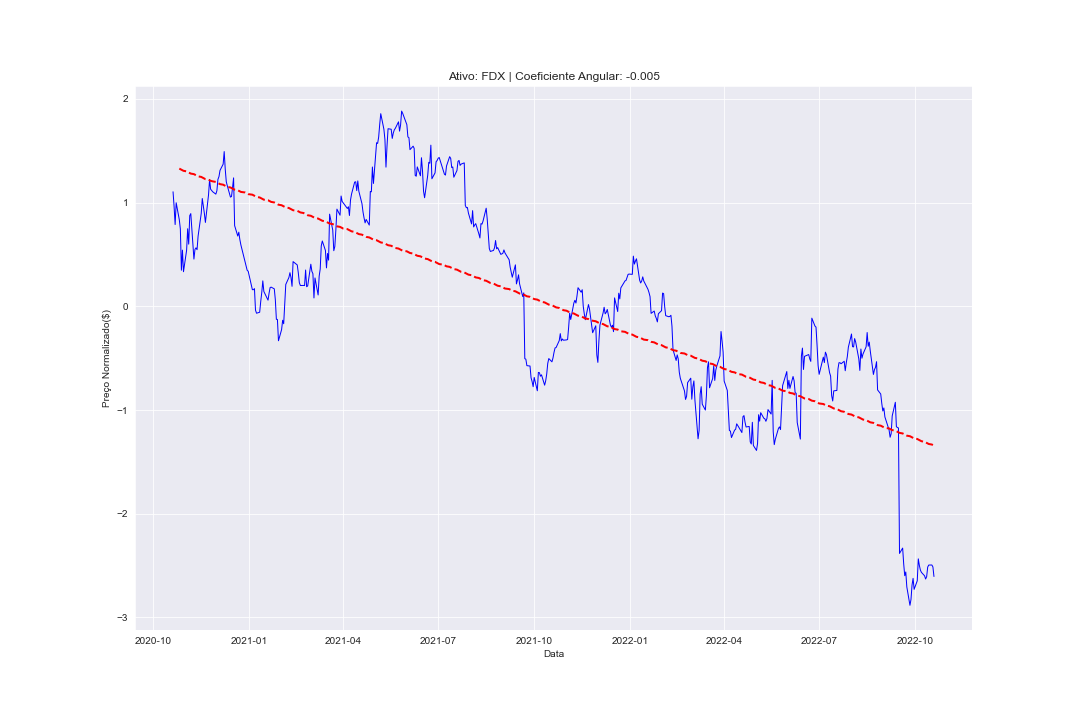 Ativo: FDX | Coeficiente Angular: -0.005
Preço Normalizado($)
2
1
0
−1
−2
−3
2020-10 2021-01 2021-04 2021-07 2021-10 2022-01 2022-04 2022-07 2022-10
Data